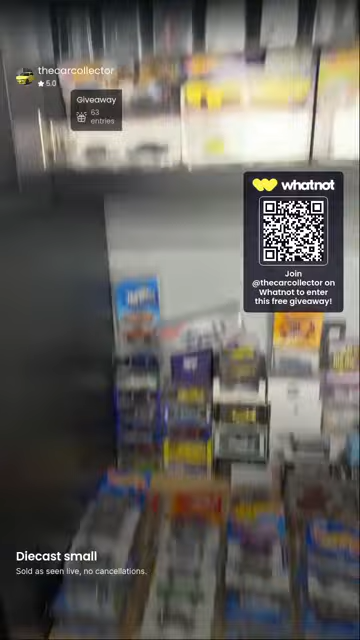 thecarcollector
5.0
Giveaway
63
entries
whatnot
Join
@thecarcollector on
Whatnot to enter
this free giveaway!
Diecast small
Sold as seen live, no cancellations.